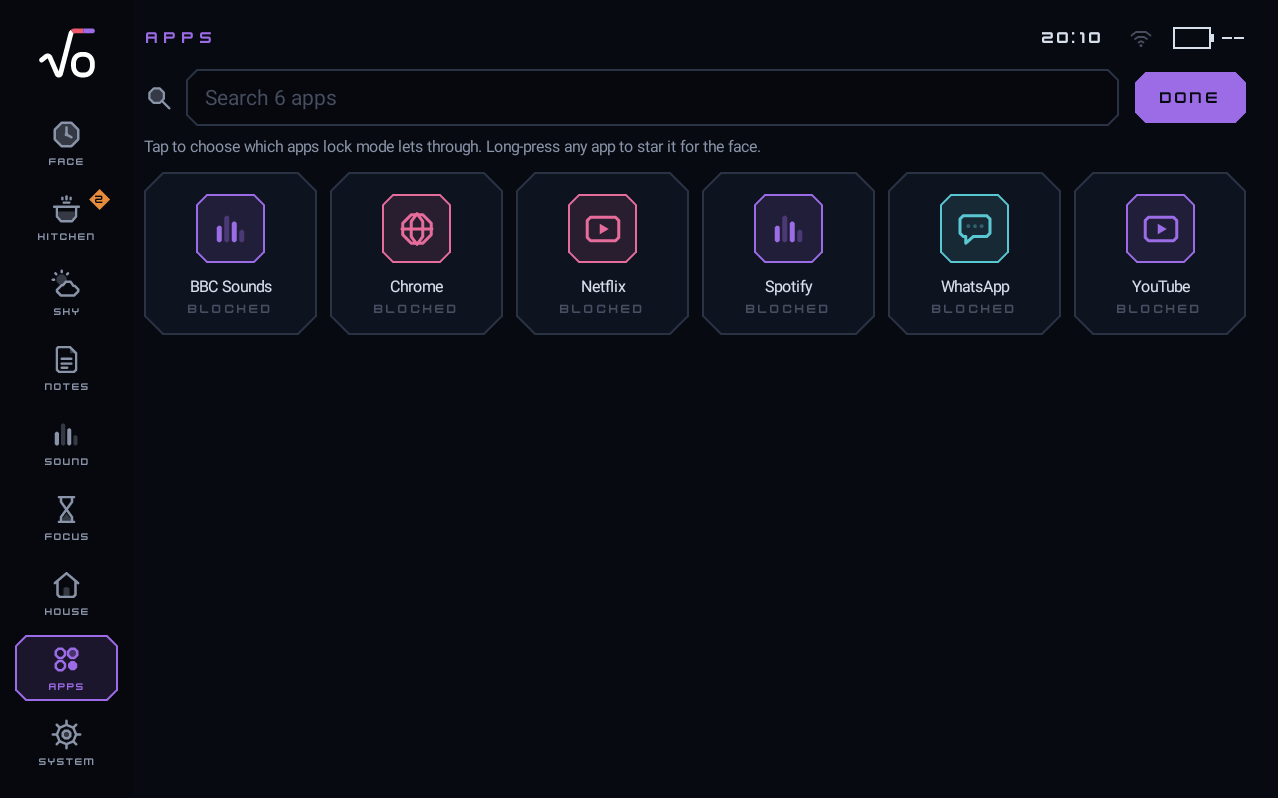 √o
APPS
20:10
--
Search 6 apps
DONE
Tap to choose which apps lock mode lets through. Long-press any app to star it for the face.
FACE
2
KITCHEN
SKY
NOTES
SOUND
FOCUS
HOUSE
APPS
SYSTEM
BBC Sounds
BLOCKED
Chrome
BLOCKED
Netflix
BLOCKED
Spotify
BLOCKED
WhatsApp
BLOCKED
YouTube
BLOCKED